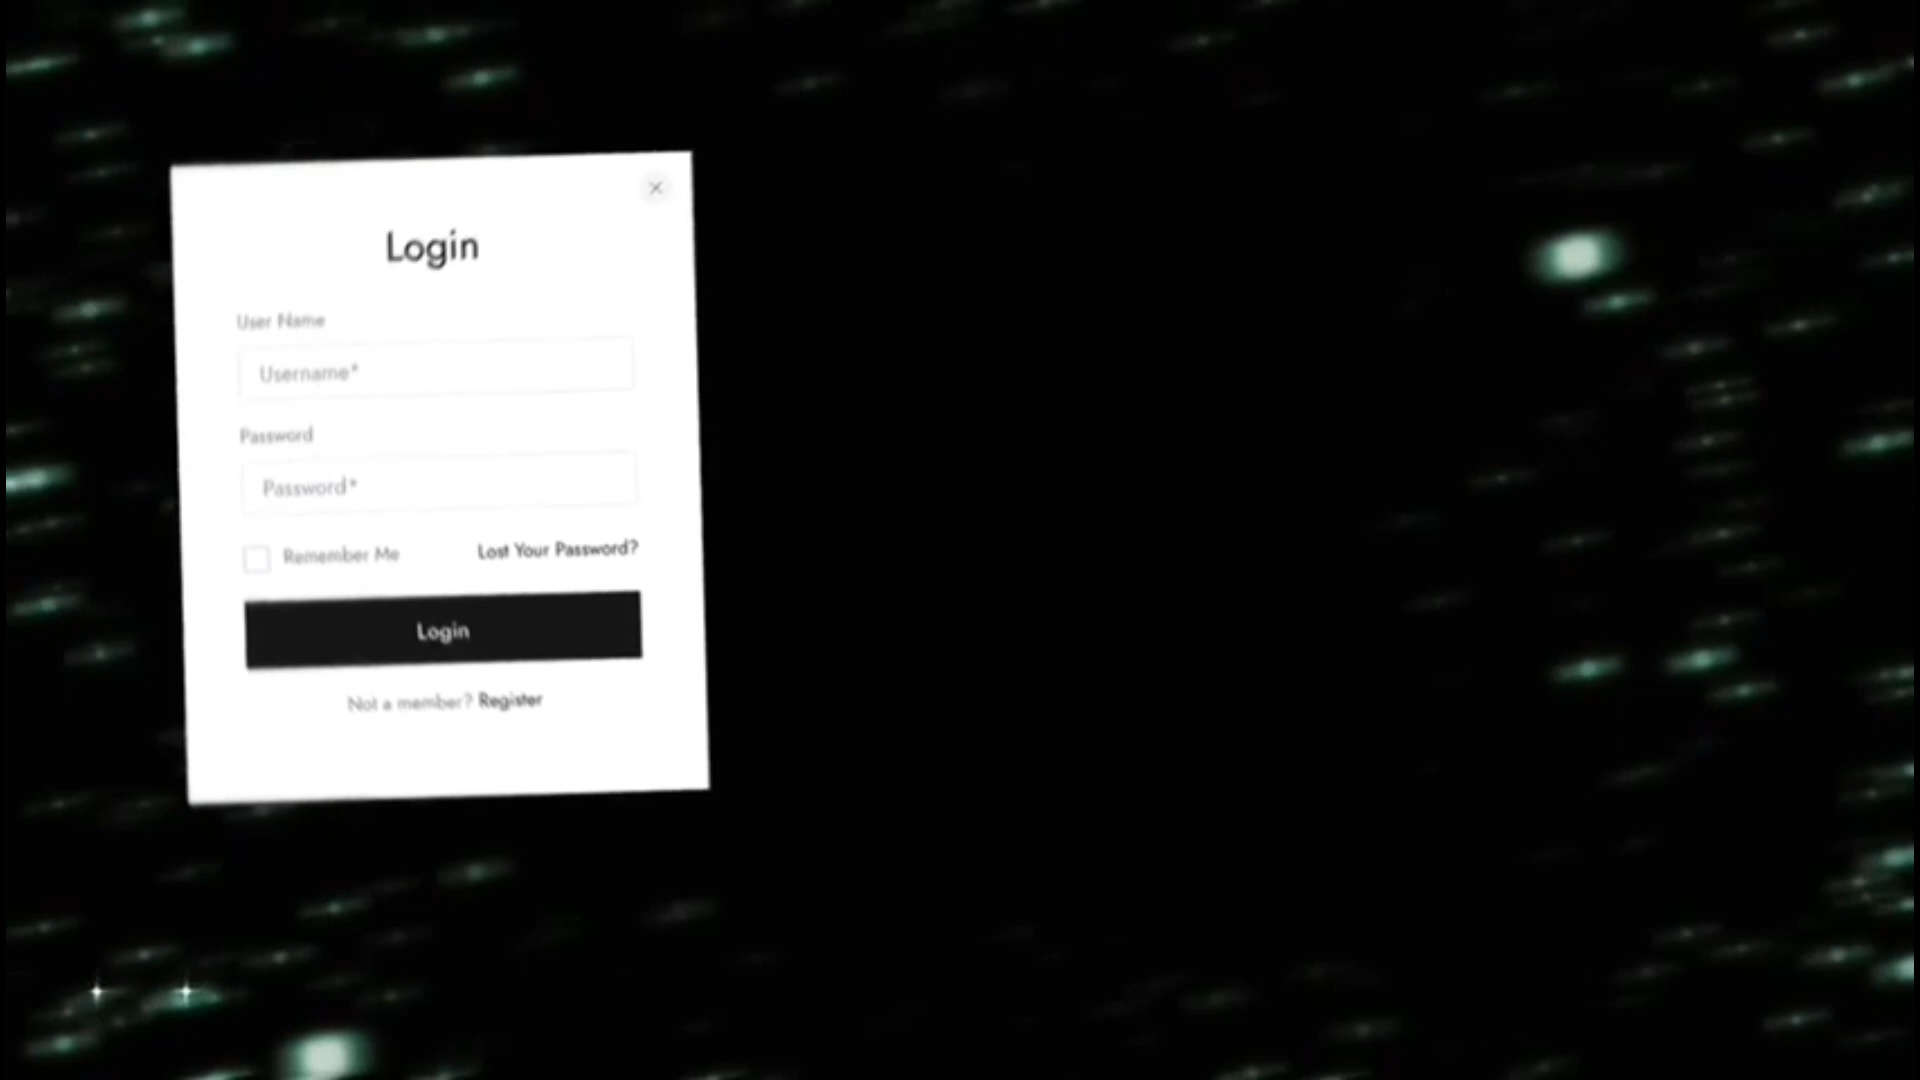 Login
User Name
Username*
Password
Password*
Remember Me
Lost Your Password?
Login
Not a member? Register